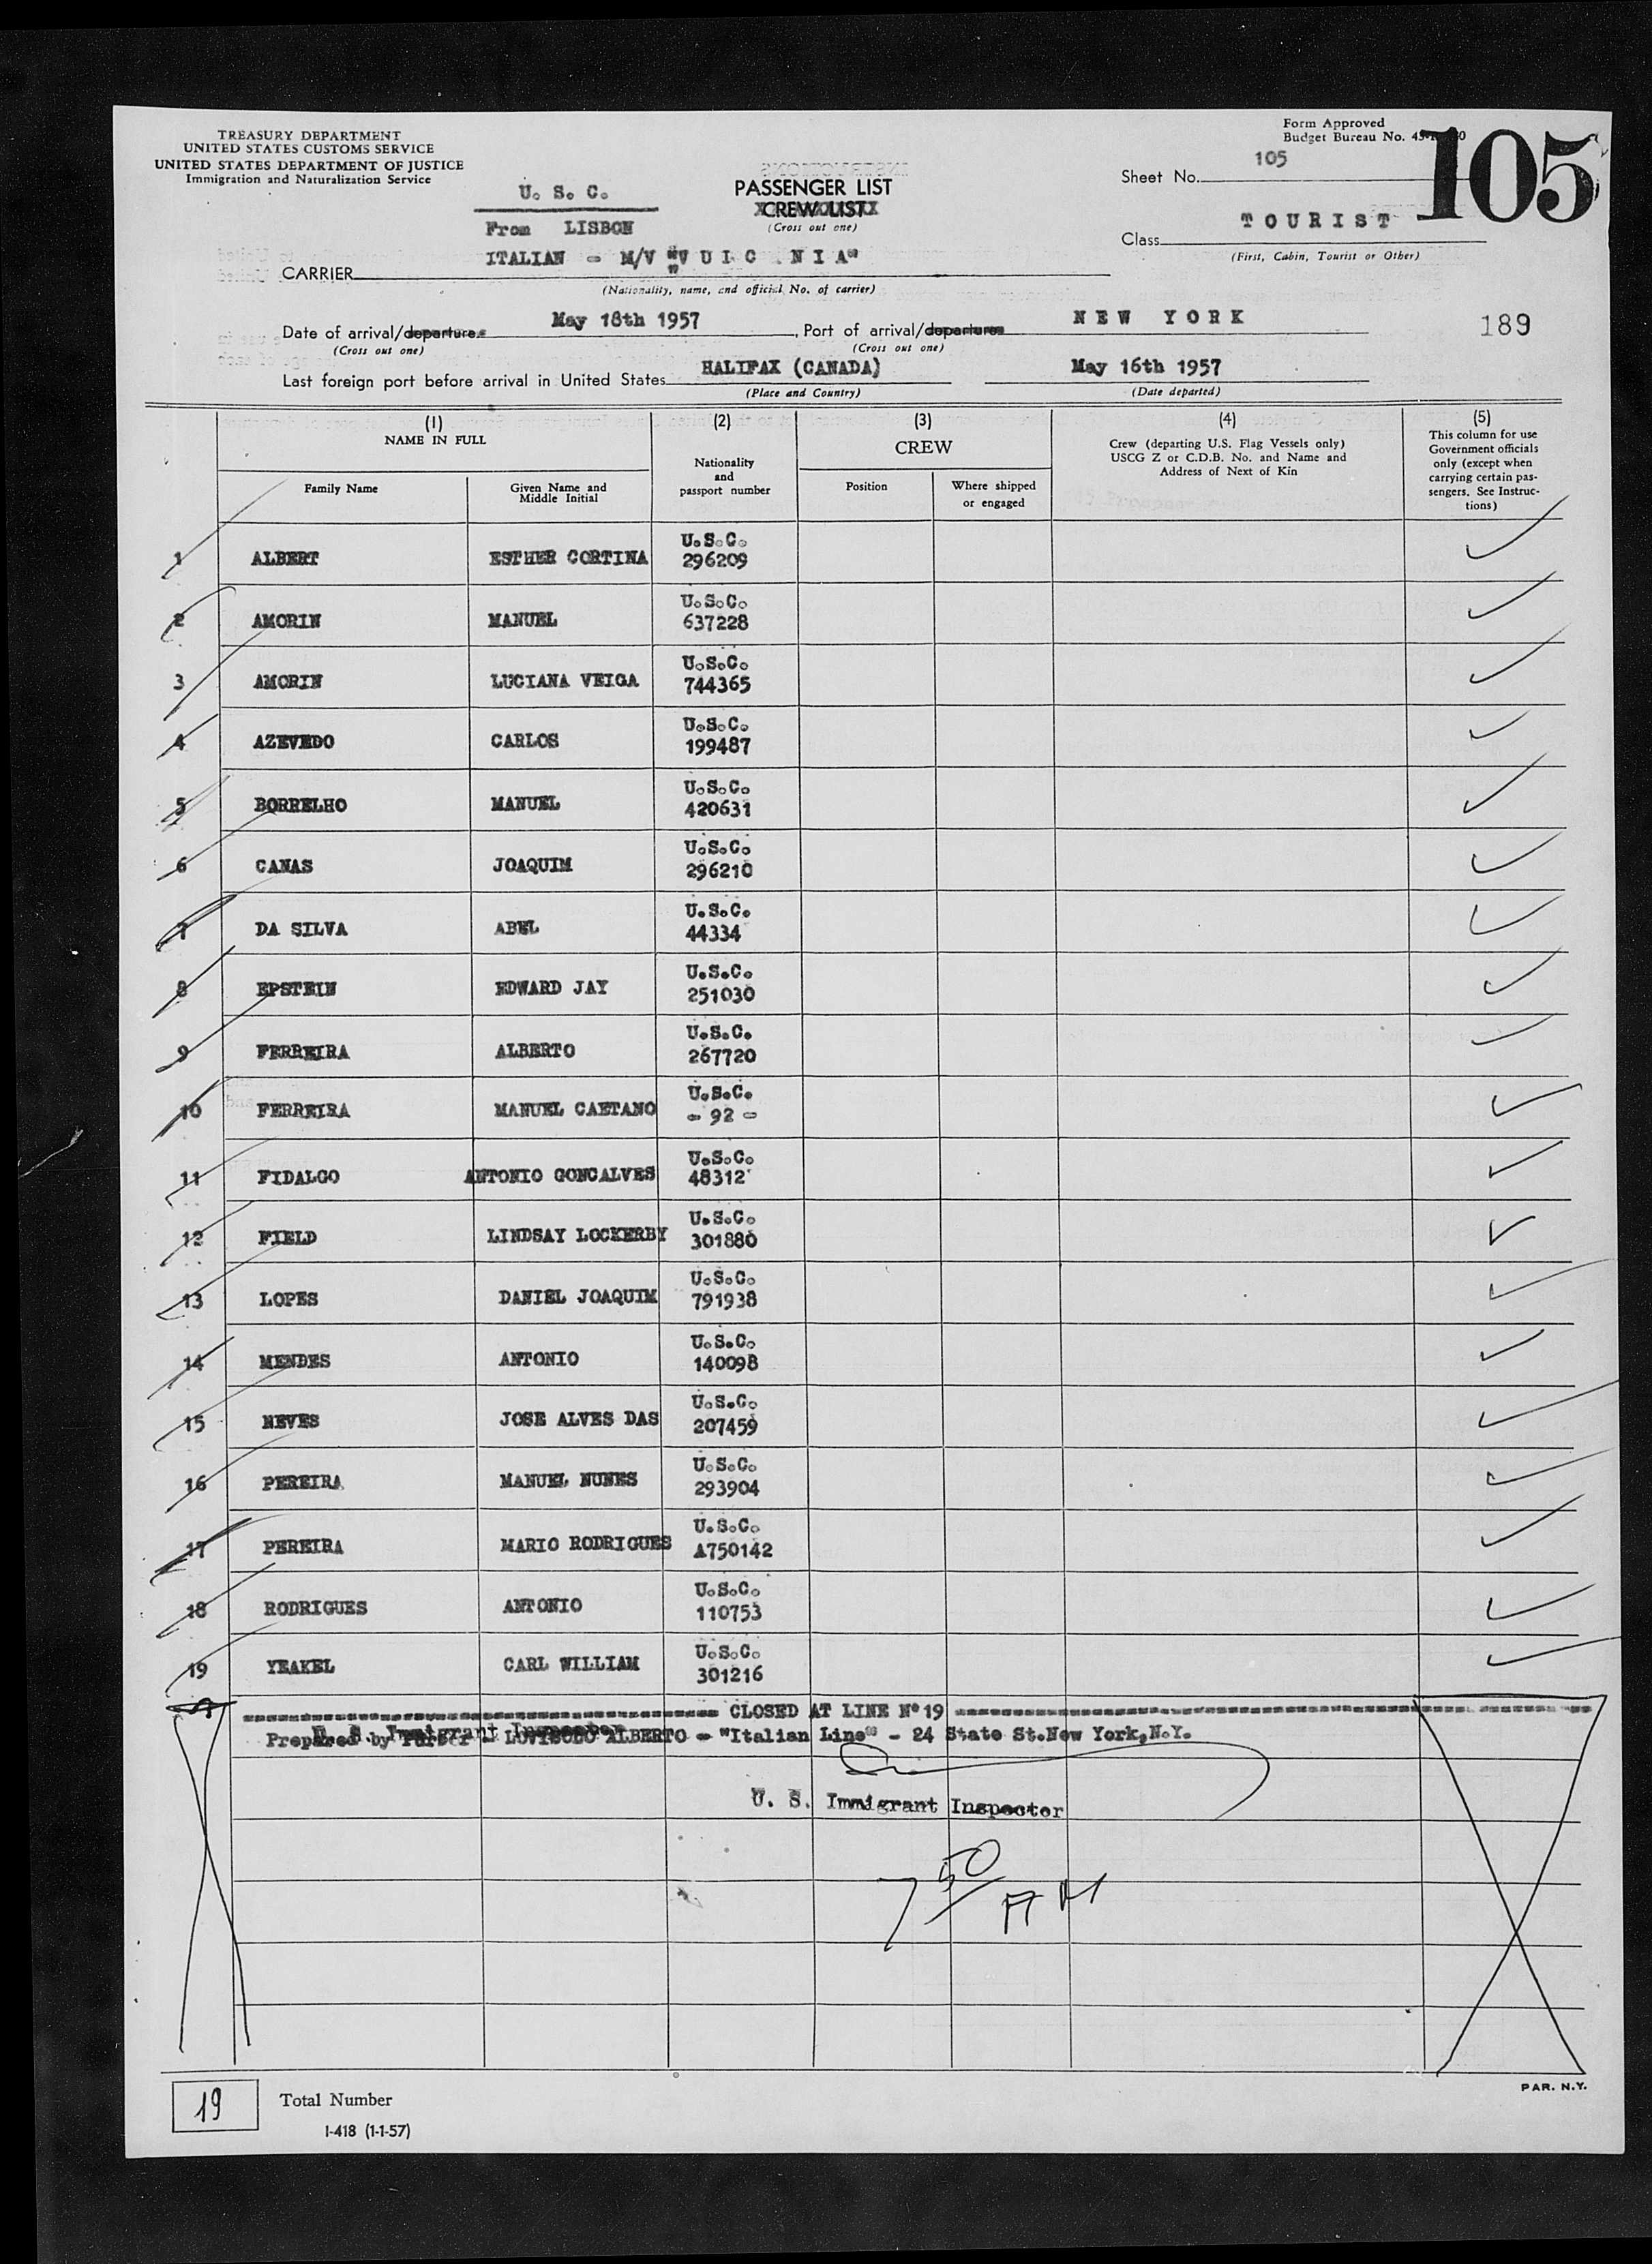 TREASURY DEPARTMENT
UNITED STATES CUSTOMS SERVICE
UNITED STATES DEPARTMENT OF JUSTICE
Immigration and Naturalization Service
Form Approved
Budget Bureau No.
105
Sheet No. 105
U. S. C.
PASSENGER LIST
CREW LIST
(Cross out one)
From LISBON
TOURIST
Class
(First, Cabin, Tourist or Other)
ITALIAN - M/V "VULC NIA"
CARRIER
(Nationality, name, and official No. of carrier)
Date of arrival/departure May 18th 1957, Port of arrival/departure NEW YORK
(Cross out one) (Cross out one)
189
Last foreign port before arrival in United States HALIFAX (CANADA) May 16th 1957
(Place and Country) (Date departed)
(1) NAME IN FULL
Family Name
Given Name and Middle Initial
(2) Nationality and passport number
(3) CREW
Position
Where shipped or engaged
(4) Crew (departing U.S. Flag Vessels only) USCG Z or C.D.B. No. and Name and Address of Next of Kin
(5) This column for use Government officials only (except when carrying certain passengers. See Instructions)
1 ALBERT ESTHER CORTINA U.S.C. 296209
2 AMORIN MANUEL U.S.C. 637228
3 AMORIN LUCIANA VEIGA U.S.C. 744365
4 AZEVEDO CARLOS U.S.C. 199487
5 BORRELHO MANUEL U.S.C. 420631
6 CANAS JOAQUIM U.S.C. 296210
7 DA SILVA ABEL U.S.C. 44334
8 EPSTEIN EDWARD JAY U.S.C. 251030
9 FERREIRA ALBERTO U.S.C. 267720
10 FERREIRA MANUEL CAETANO U.S.C. - 92 -
11 FIDALGO ANTONIO GONCALVES U.S.C. 48312
12 FIELD LINDSAY LOCKERBY U.S.C. 301880
13 LOPES DANIEL JOAQUIM U.S.C. 791938
14 MENDES ANTONIO U.S.C. 140098
15 NEVES JOSE ALVES DAS U.S.C. 207459
16 PEREIRA MANUEL NUNES U.S.C. 293904
17 PEREIRA MARIO RODRIGUES U.S.C. A750142
18 RODRIGUES ANTONIO U.S.C. 110753
19 YEAKEL CARL WILLIAM U.S.C. 301216
CLOSED AT LINE Nº 19
U. S. Immigrant Inspector
Prepared by Purser - ALBERTO - "Italian Line" - 24 State St.New York,N.Y.
U. S. Immigrant Inspector
7 50 AM
19 Total Number
I-418 (1-1-57)
PAR. N.Y.